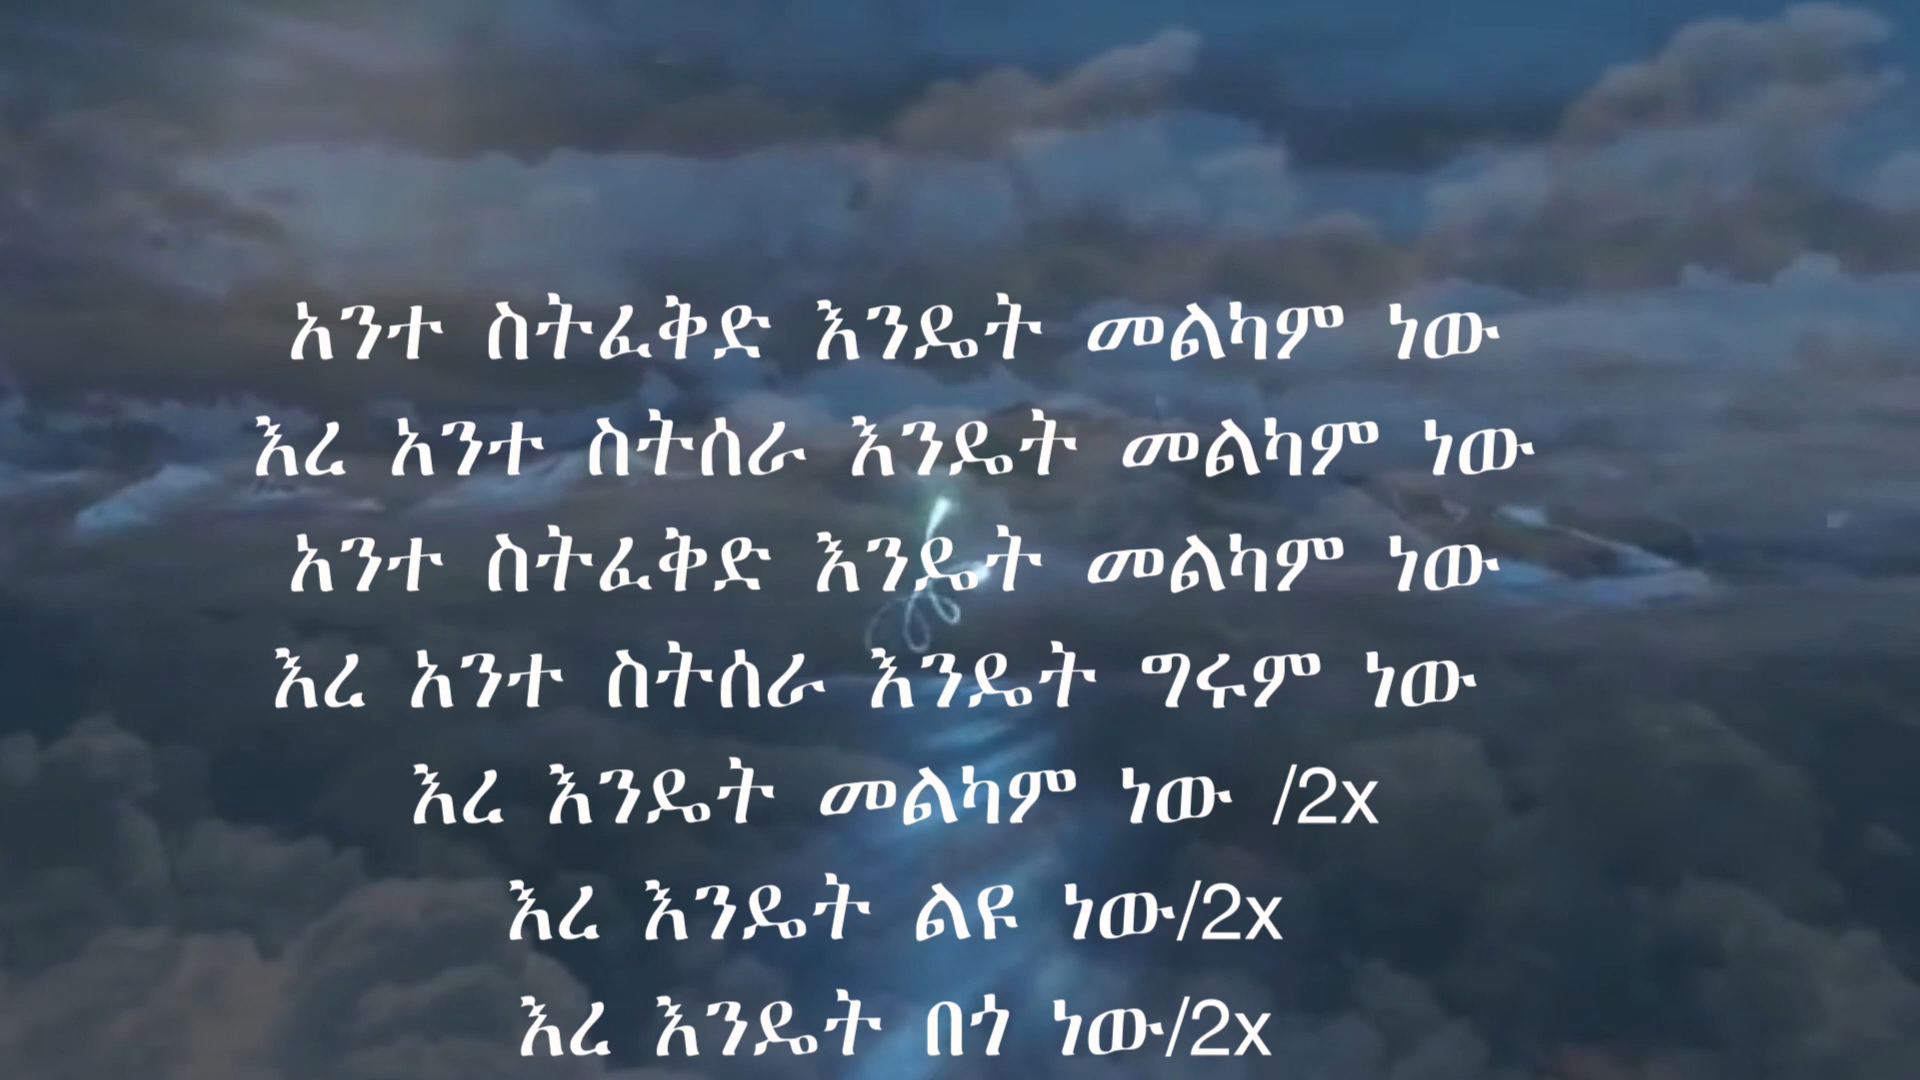 አንተ ስትፈቅድ እንዴት መልካም ነው
እረ አንተ ስትሰራ እንዴት መልካም ነው
አንተ ስትፈቅድ እንዴት መልካም ነው
እረ አንተ ስትሰራ እንዴት ግሩም ነው
እረ እንዴት መልካም ነው /2x
እረ እንዴት ልዩ ነው/2x
እረ እንዴት በጎ ነው/2x